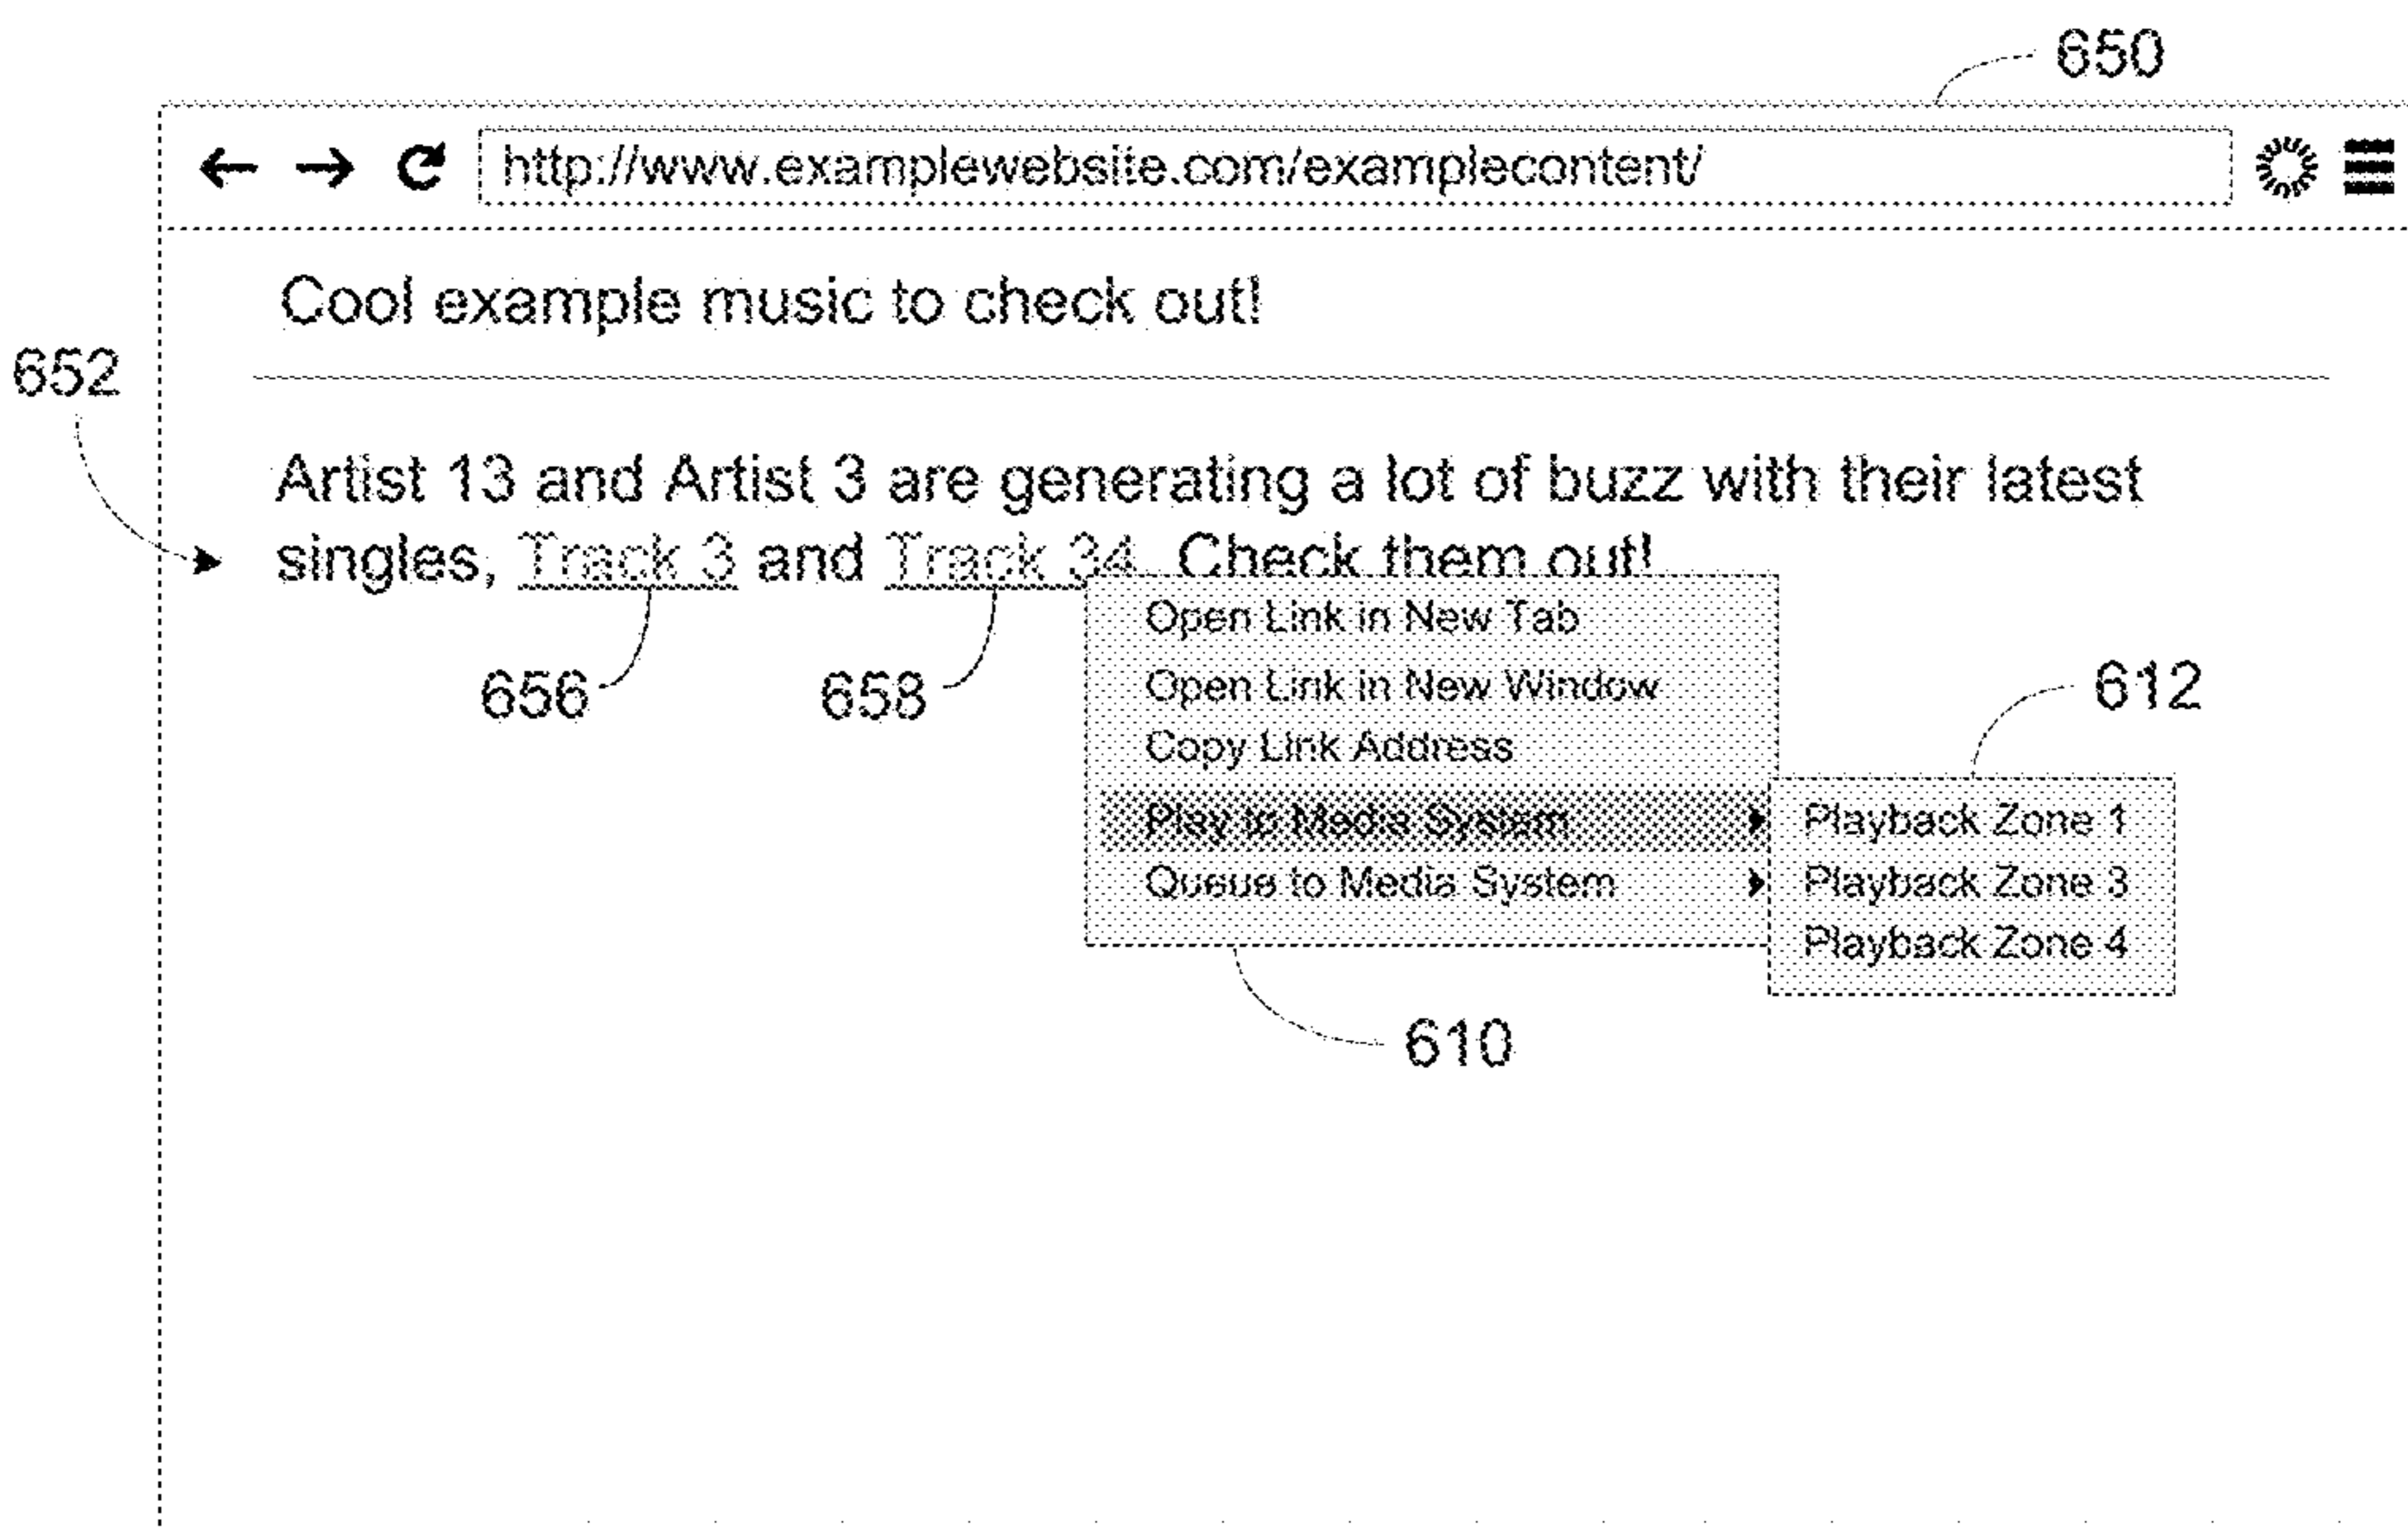 650
http://www.examplewebsite.com/examplecontent/
Cool example music to check out!
652
Artist 13 and Artist 3 are generating a lot of buzz with their latest
singles, Track 3 and Track 34. Check them out!
656
658
Open Link in New Tab
Open Link in New Window
Copy Link Address
Play to Media System
Queue to Media System
612
Playback Zone 1
Playback Zone 3
Playback Zone 4
610